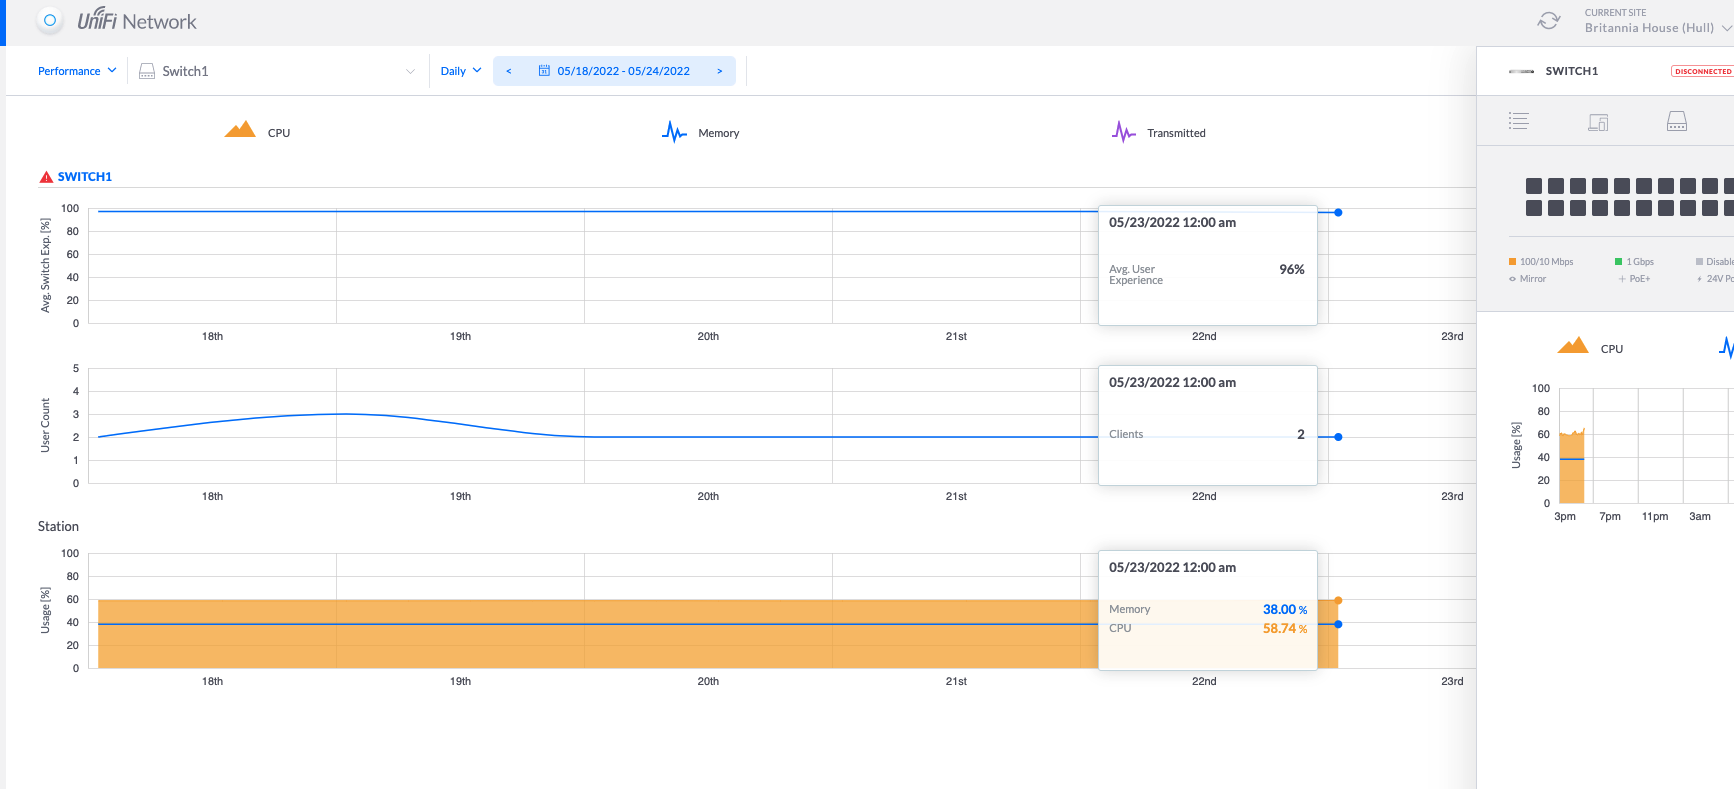 UniFi Network
CURRENT SITE
Britannia House (Hull)
Performance
Switch1
Daily
< 05/18/2022 - 05/24/2022 >
SWITCH1
DISCONNECTED
CPU
Memory
Transmitted
SWITCH1
Avg. Switch Exp. [%]
100
80
60
40
20
0
18th 19th 20th 21st 22nd 23rd
05/23/2022 12:00 am
Avg. User
Experience
96%
User Count
5
4
3
2
1
0
18th 19th 20th 21st 22nd 23rd
05/23/2022 12:00 am
Clients 2
Station
Usage [%]
100
80
60
40
20
0
18th 19th 20th 21st 22nd 23rd
05/23/2022 12:00 am
Memory 38.00 %
CPU 58.74 %
100/10 Mbps 1 Gbps Disable
Mirror PoE+ 24V Po
CPU
Usage [%]
100
80
60
40
20
0
3pm 7pm 11pm 3am